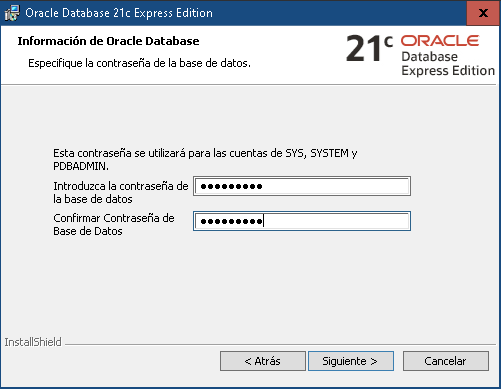 Oracle Database 21c Express Edition
Información de Oracle Database
Especifique la contraseña de la base de datos.
21c ORACLE
Database
Express Edition
Esta contraseña se utilizará para las cuentas de SYS, SYSTEM y
PDBADMIN.
Introduzca la contraseña de
la base de datos
●●●●●●●●●
Confirmar Contraseña de
Base de Datos
●●●●●●●●●
InstallShield
< Atrás
Siguiente >
Cancelar